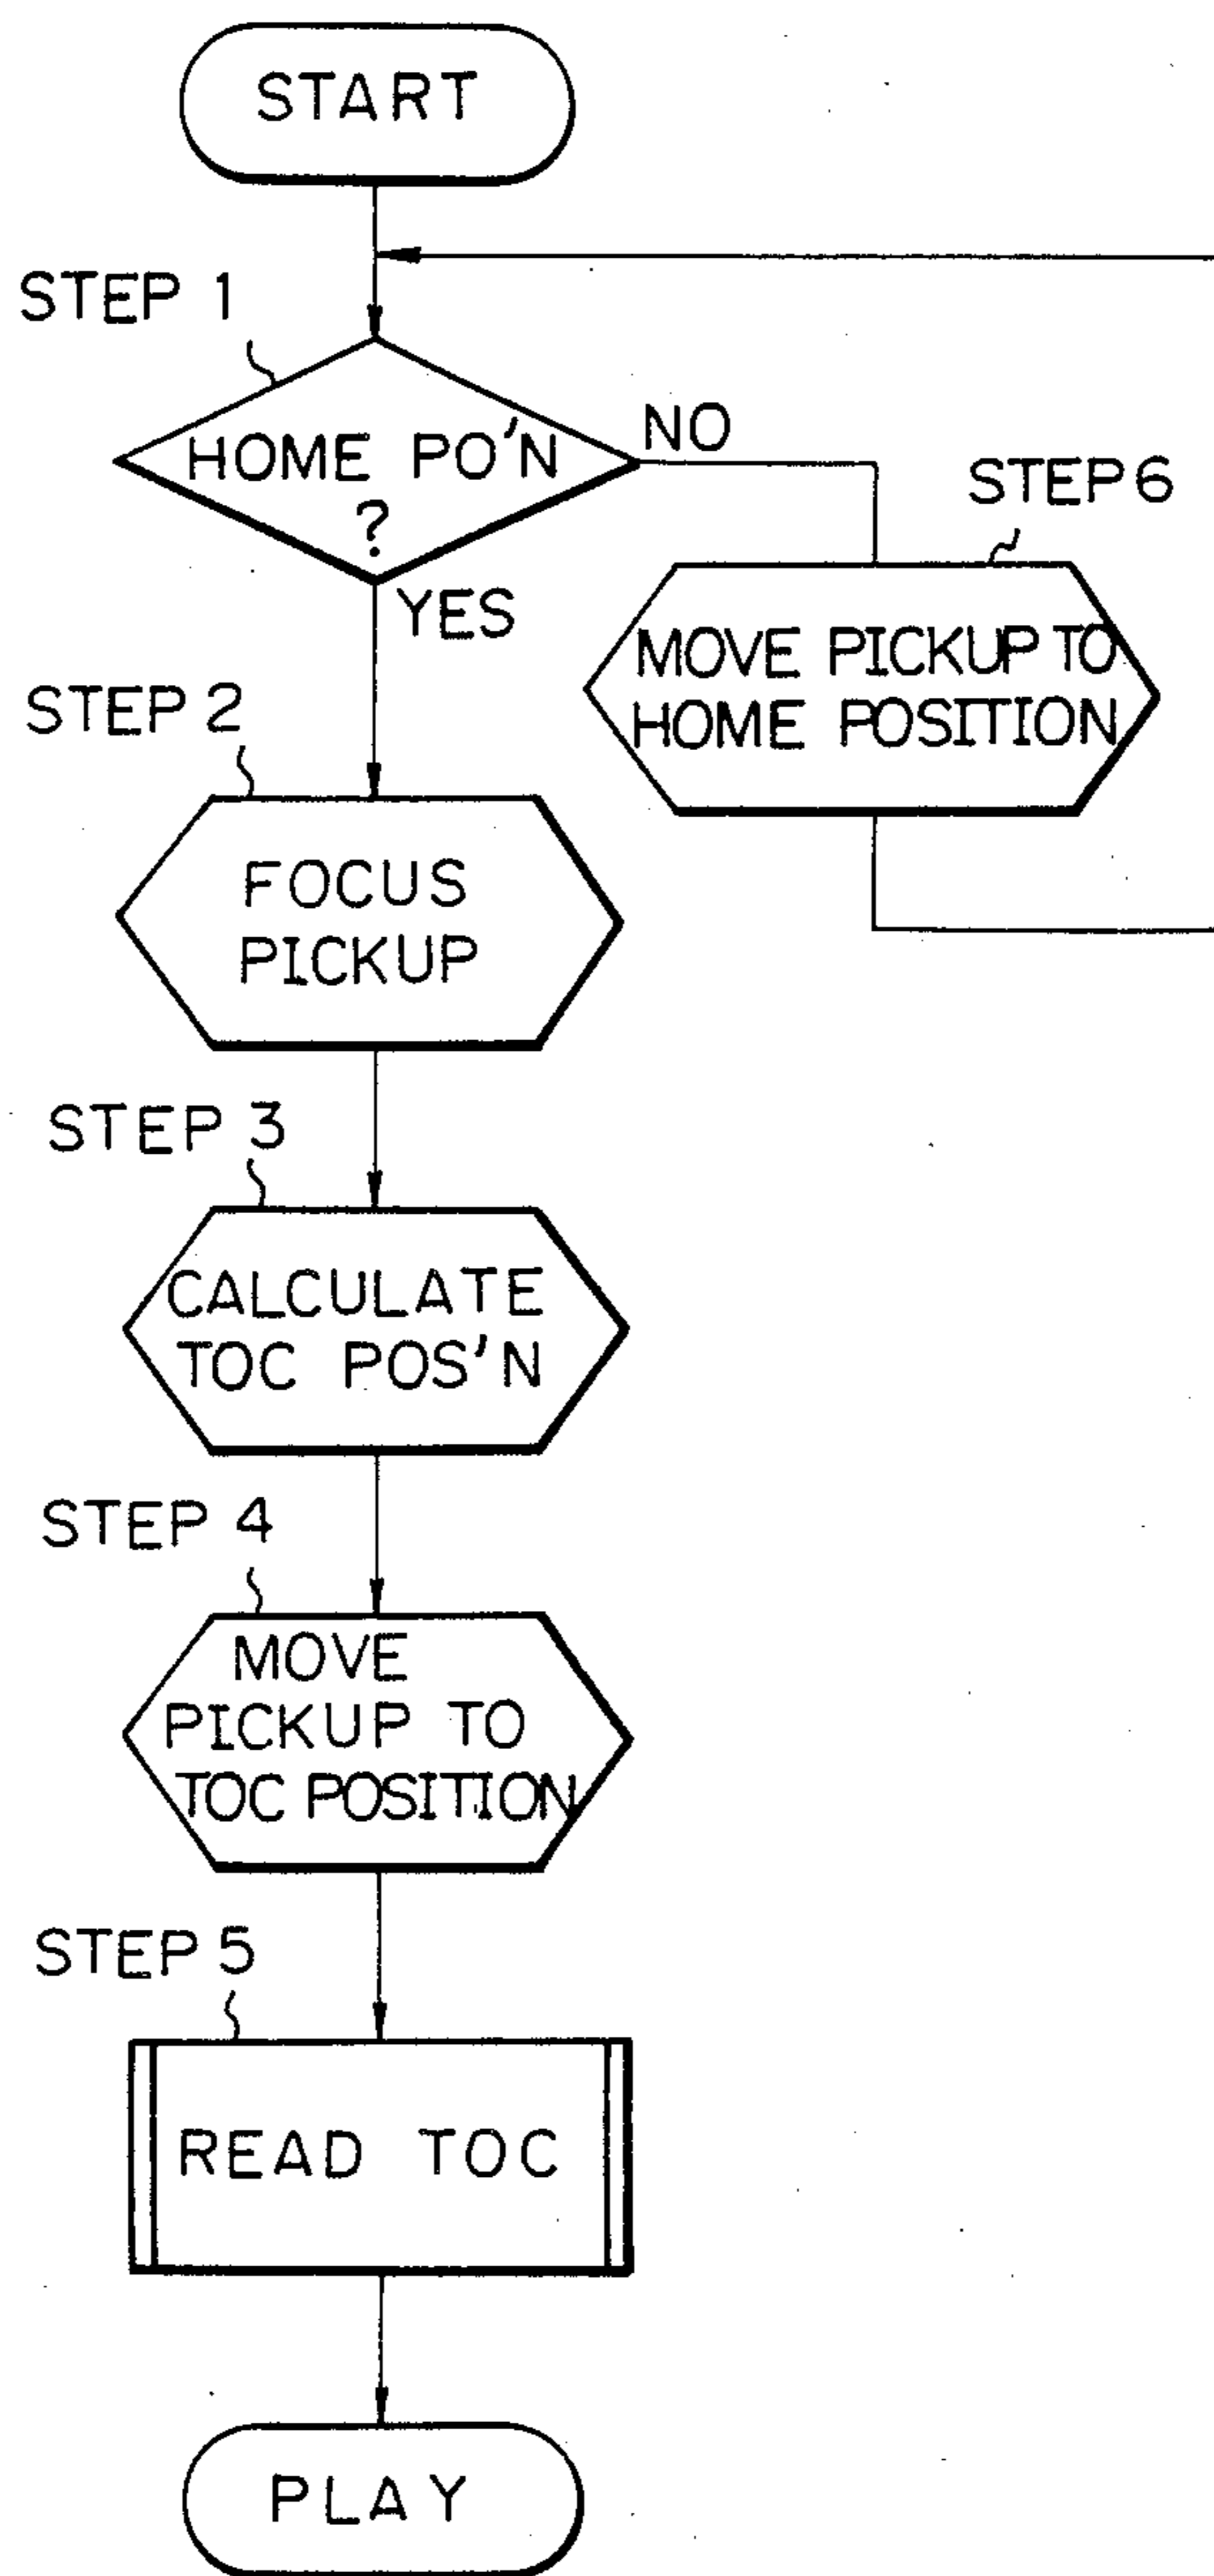 START
STEP 1
HOME PO'N
?
NO
YES
STEP 6
MOVE PICKUP TO
HOME POSITION
STEP 2
FOCUS
PICKUP
STEP 3
CALCULATE
TOC POS'N
STEP 4
MOVE
PICKUP TO
TOC POSITION
STEP 5
READ TOC
PLAY